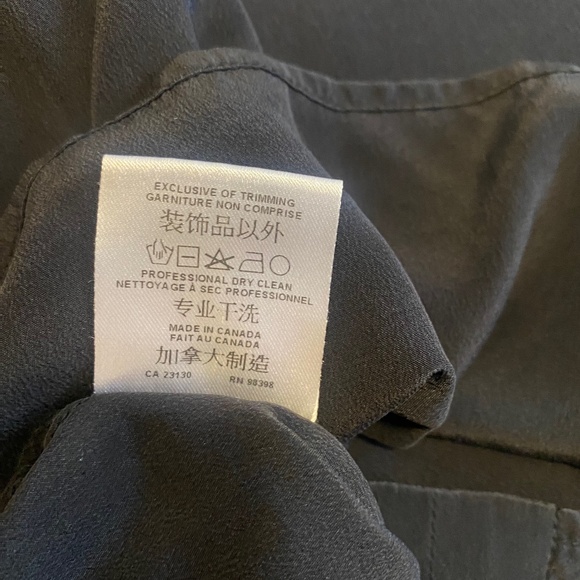 EXCLUSIVE OF TRIMMING
GARNITURE NON COMPRISE
装饰品以外
PROFESSIONAL DRY CLEAN
NETTOYAGE À SEC PROFESSIONNEL
专业干洗
MADE IN CANADA
FAIT AU CANADA
加拿大制造
CA 23130 RN 98398